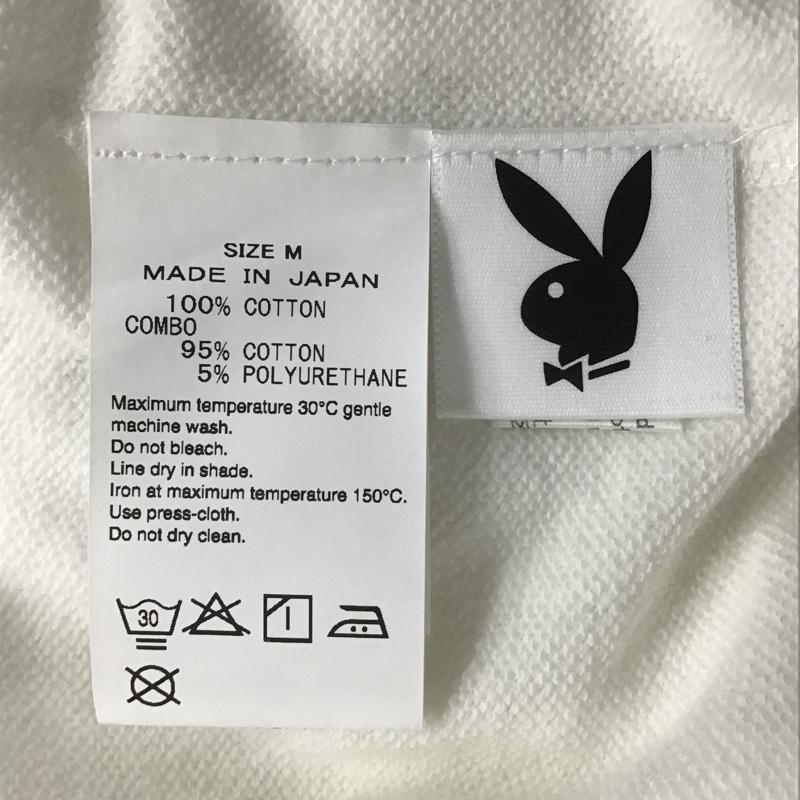 SIZE M
MADE IN JAPAN
100% COTTON
COMBO
95% COTTON
5% POLYURETHANE
Maximum temperature 30°C gentle
machine wash.
Do not bleach.
Line dry in shade.
Iron at maximum temperature 150°C.
Use press-cloth.
Do not dry clean.
30